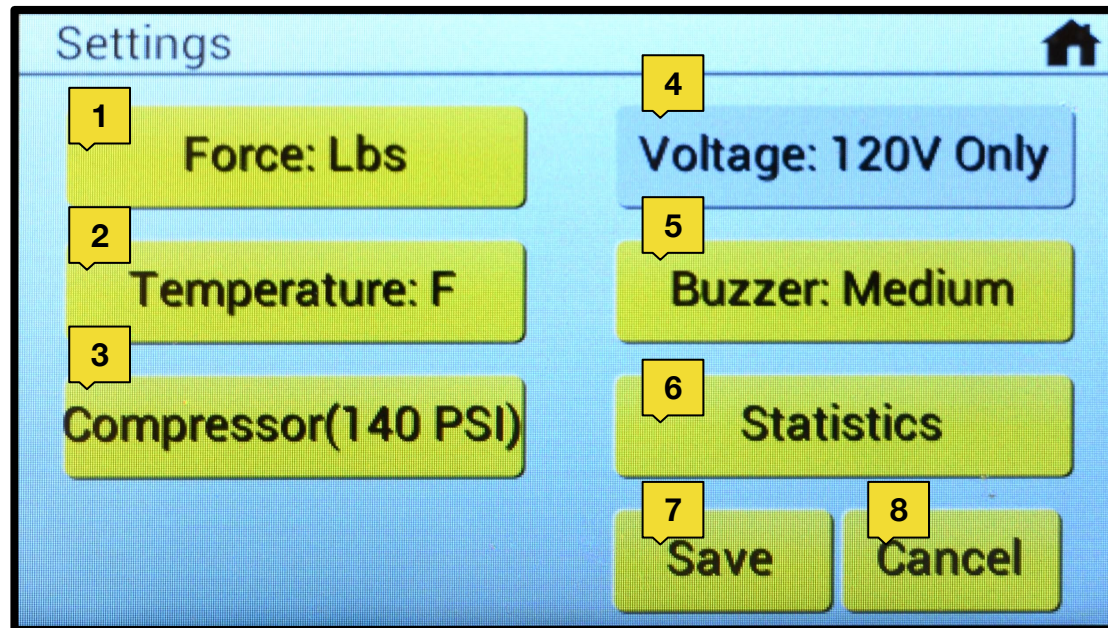 Settings
1
Force: Lbs
4
Voltage: 120V Only
2
Temperature: F
5
Buzzer: Medium
3
Compressor(140 PSI)
6
Statistics
7
Save
8
Cancel